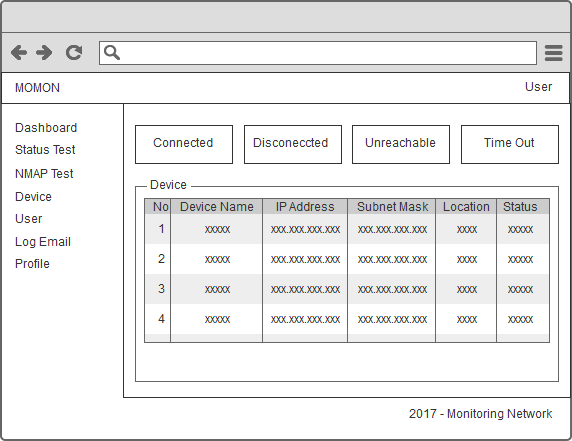 MOMON
User
Dashboard
Status Test
NMAP Test
Device
User
Log Email
Profile
Connected
Disconeccted
Unreachable
Time Out
Device
No Device Name IP Address Subnet Mask Location Status
1 xxxxx xxx.xxx.xxx.xxx xxx.xxx.xxx.xxx xxxx xxxxx
2 xxxxx xxx.xxx.xxx.xxx xxx.xxx.xxx.xxx xxxx xxxxx
3 xxxxx xxx.xxx.xxx.xxx xxx.xxx.xxx.xxx xxxx xxxxx
4 xxxxx xxx.xxx.xxx.xxx xxx.xxx.xxx.xxx xxxx xxxxx
2017 - Monitoring Network